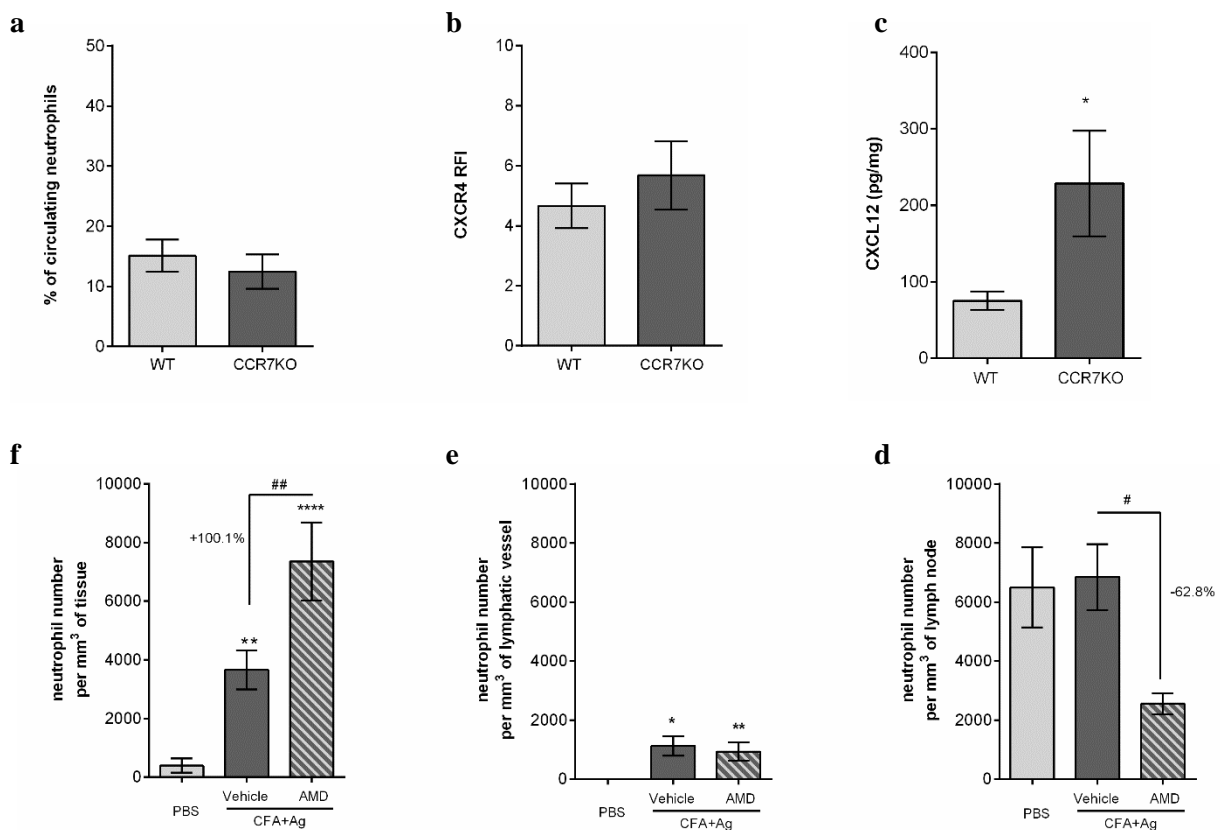 a
% of circulating neutrophils
50
40
30
20
10
0
WT
CCR7KO
b
CXCR4 RFI
10
8
6
4
2
0
WT
CCR7KO
c
CXCL12 (pg/mg)
400
300
200
100
0
*
WT
CCR7KO
f
neutrophil number
per mm³ of tissue
10000
8000
6000
4000
2000
0
+100.1%
##
**
****
PBS
Vehicle
AMD
CFA+Ag
e
neutrophil number
per mm³ of lymphatic vessel
10000
8000
6000
4000
2000
0
*
**
PBS
Vehicle
AMD
CFA+Ag
d
neutrophil number
per mm³ of lymph node
10000
8000
6000
4000
2000
0
#
-62.8%
PBS
Vehicle
AMD
CFA+Ag